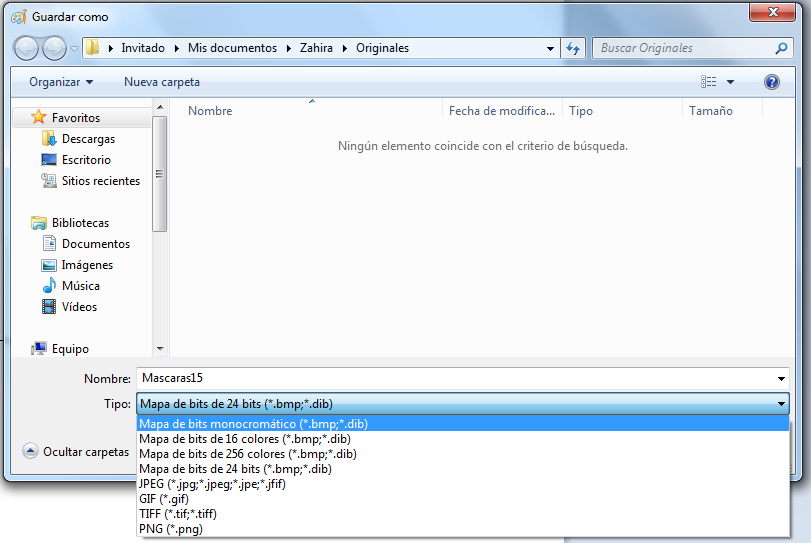 Guardar como
Invitado Mis documentos Zahira Originales
Buscar Originales
Organizar Nueva carpeta
Favoritos
Descargas
Escritorio
Sitios recientes
Bibliotecas
Documentos
Imágenes
Música
Vídeos
Equipo
Nombre Fecha de modifica... Tipo Tamaño
Ningún elemento coincide con el criterio de búsqueda.
Nombre: Mascaras15
Tipo: Mapa de bits de 24 bits (*.bmp;*.dib)
Mapa de bits monocromático (*.bmp;*.dib)
Mapa de bits de 16 colores (*.bmp;*.dib)
Mapa de bits de 256 colores (*.bmp;*.dib)
Mapa de bits de 24 bits (*.bmp;*.dib)
JPEG (*.jpg;*.jpeg;*.jpe;*.jfif)
GIF (*.gif)
TIFF (*.tif;*.tiff)
PNG (*.png)
Ocultar carpetas